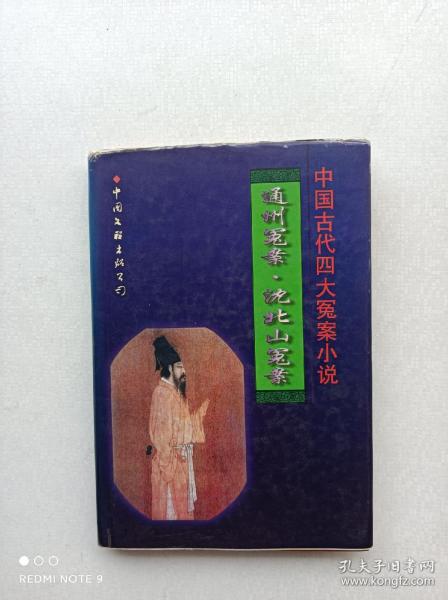 中国古代四大冤案小说
通州冤案·沈北山冤案
中国文联出版公司
REDMI NOTE 9
孔夫子旧书网
www.kongfz.com